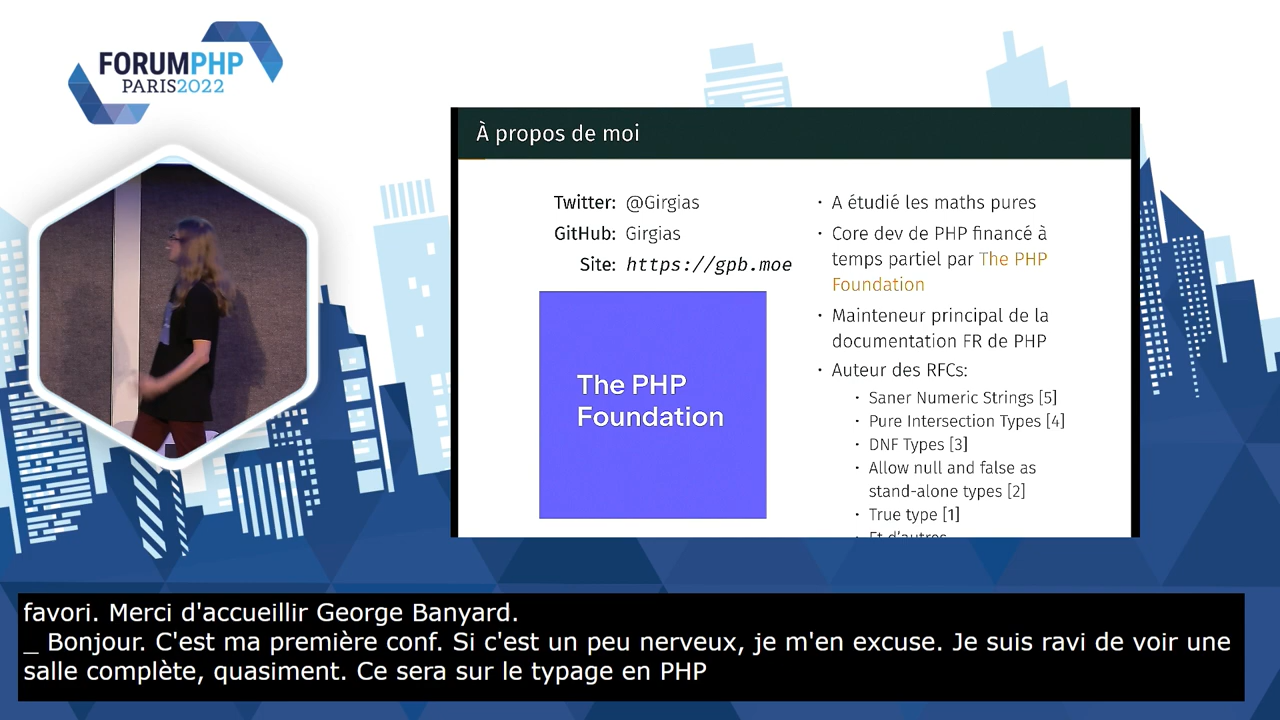 FORUMPHP
PARIS2022
À propos de moi
Twitter: @Girgias
GitHub: Girgias
Site: https://gpb.moe
The PHP
Foundation
· A étudié les maths pures
· Core dev de PHP financé à
temps partiel par The PHP
Foundation
· Mainteneur principal de la
documentation FR de PHP
· Auteur des RFCs:
· Saner Numeric Strings [5]
· Pure Intersection Types [4]
· DNF Types [3]
· Allow null and false as
stand-alone types [2]
· True type [1]
· Et d'autres
favori. Merci d'accueillir George Banyard.
_ Bonjour. C'est ma première conf. Si c'est un peu nerveux, je m'en excuse. Je suis ravi de voir une
salle complète, quasiment. Ce sera sur le typage en PHP